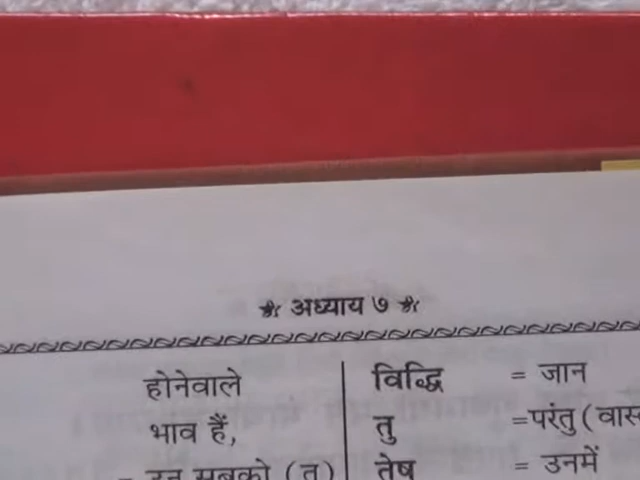 अध्याय ७
होनेवाले
भाव हैं,
विद्धि = जान
तु =परंतु (
= उनमें